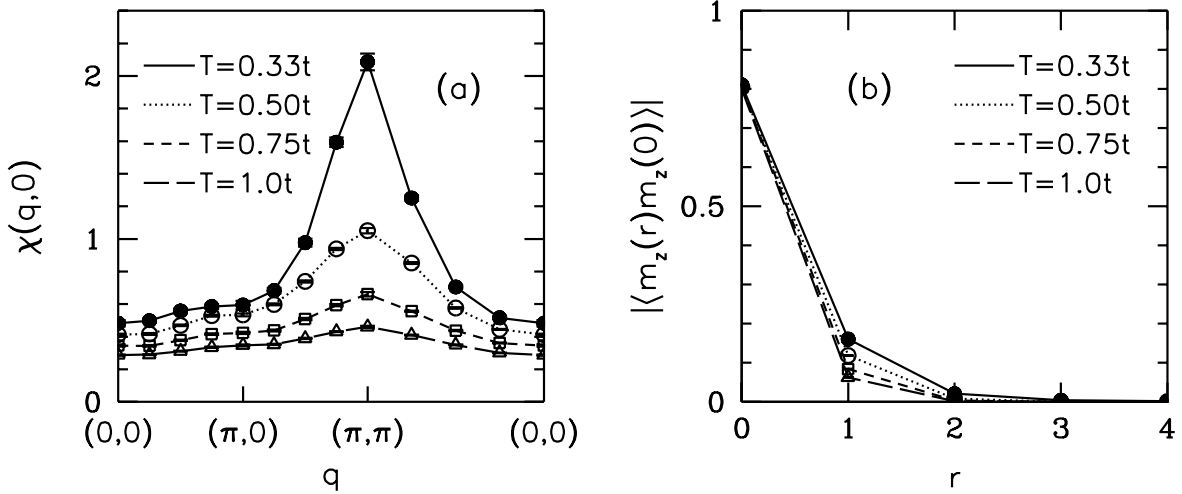 χ(q,0)
2
1
0
T=0.33t
T=0.50t
T=0.75t
T=1.0t
(a)
(0,0) (π,0) (π,π) (0,0)
q
|⟨m_z(r)m_z(0)⟩|
1
0.5
0
T=0.33t
T=0.50t
T=0.75t
T=1.0t
(b)
0 1 2 3 4
r